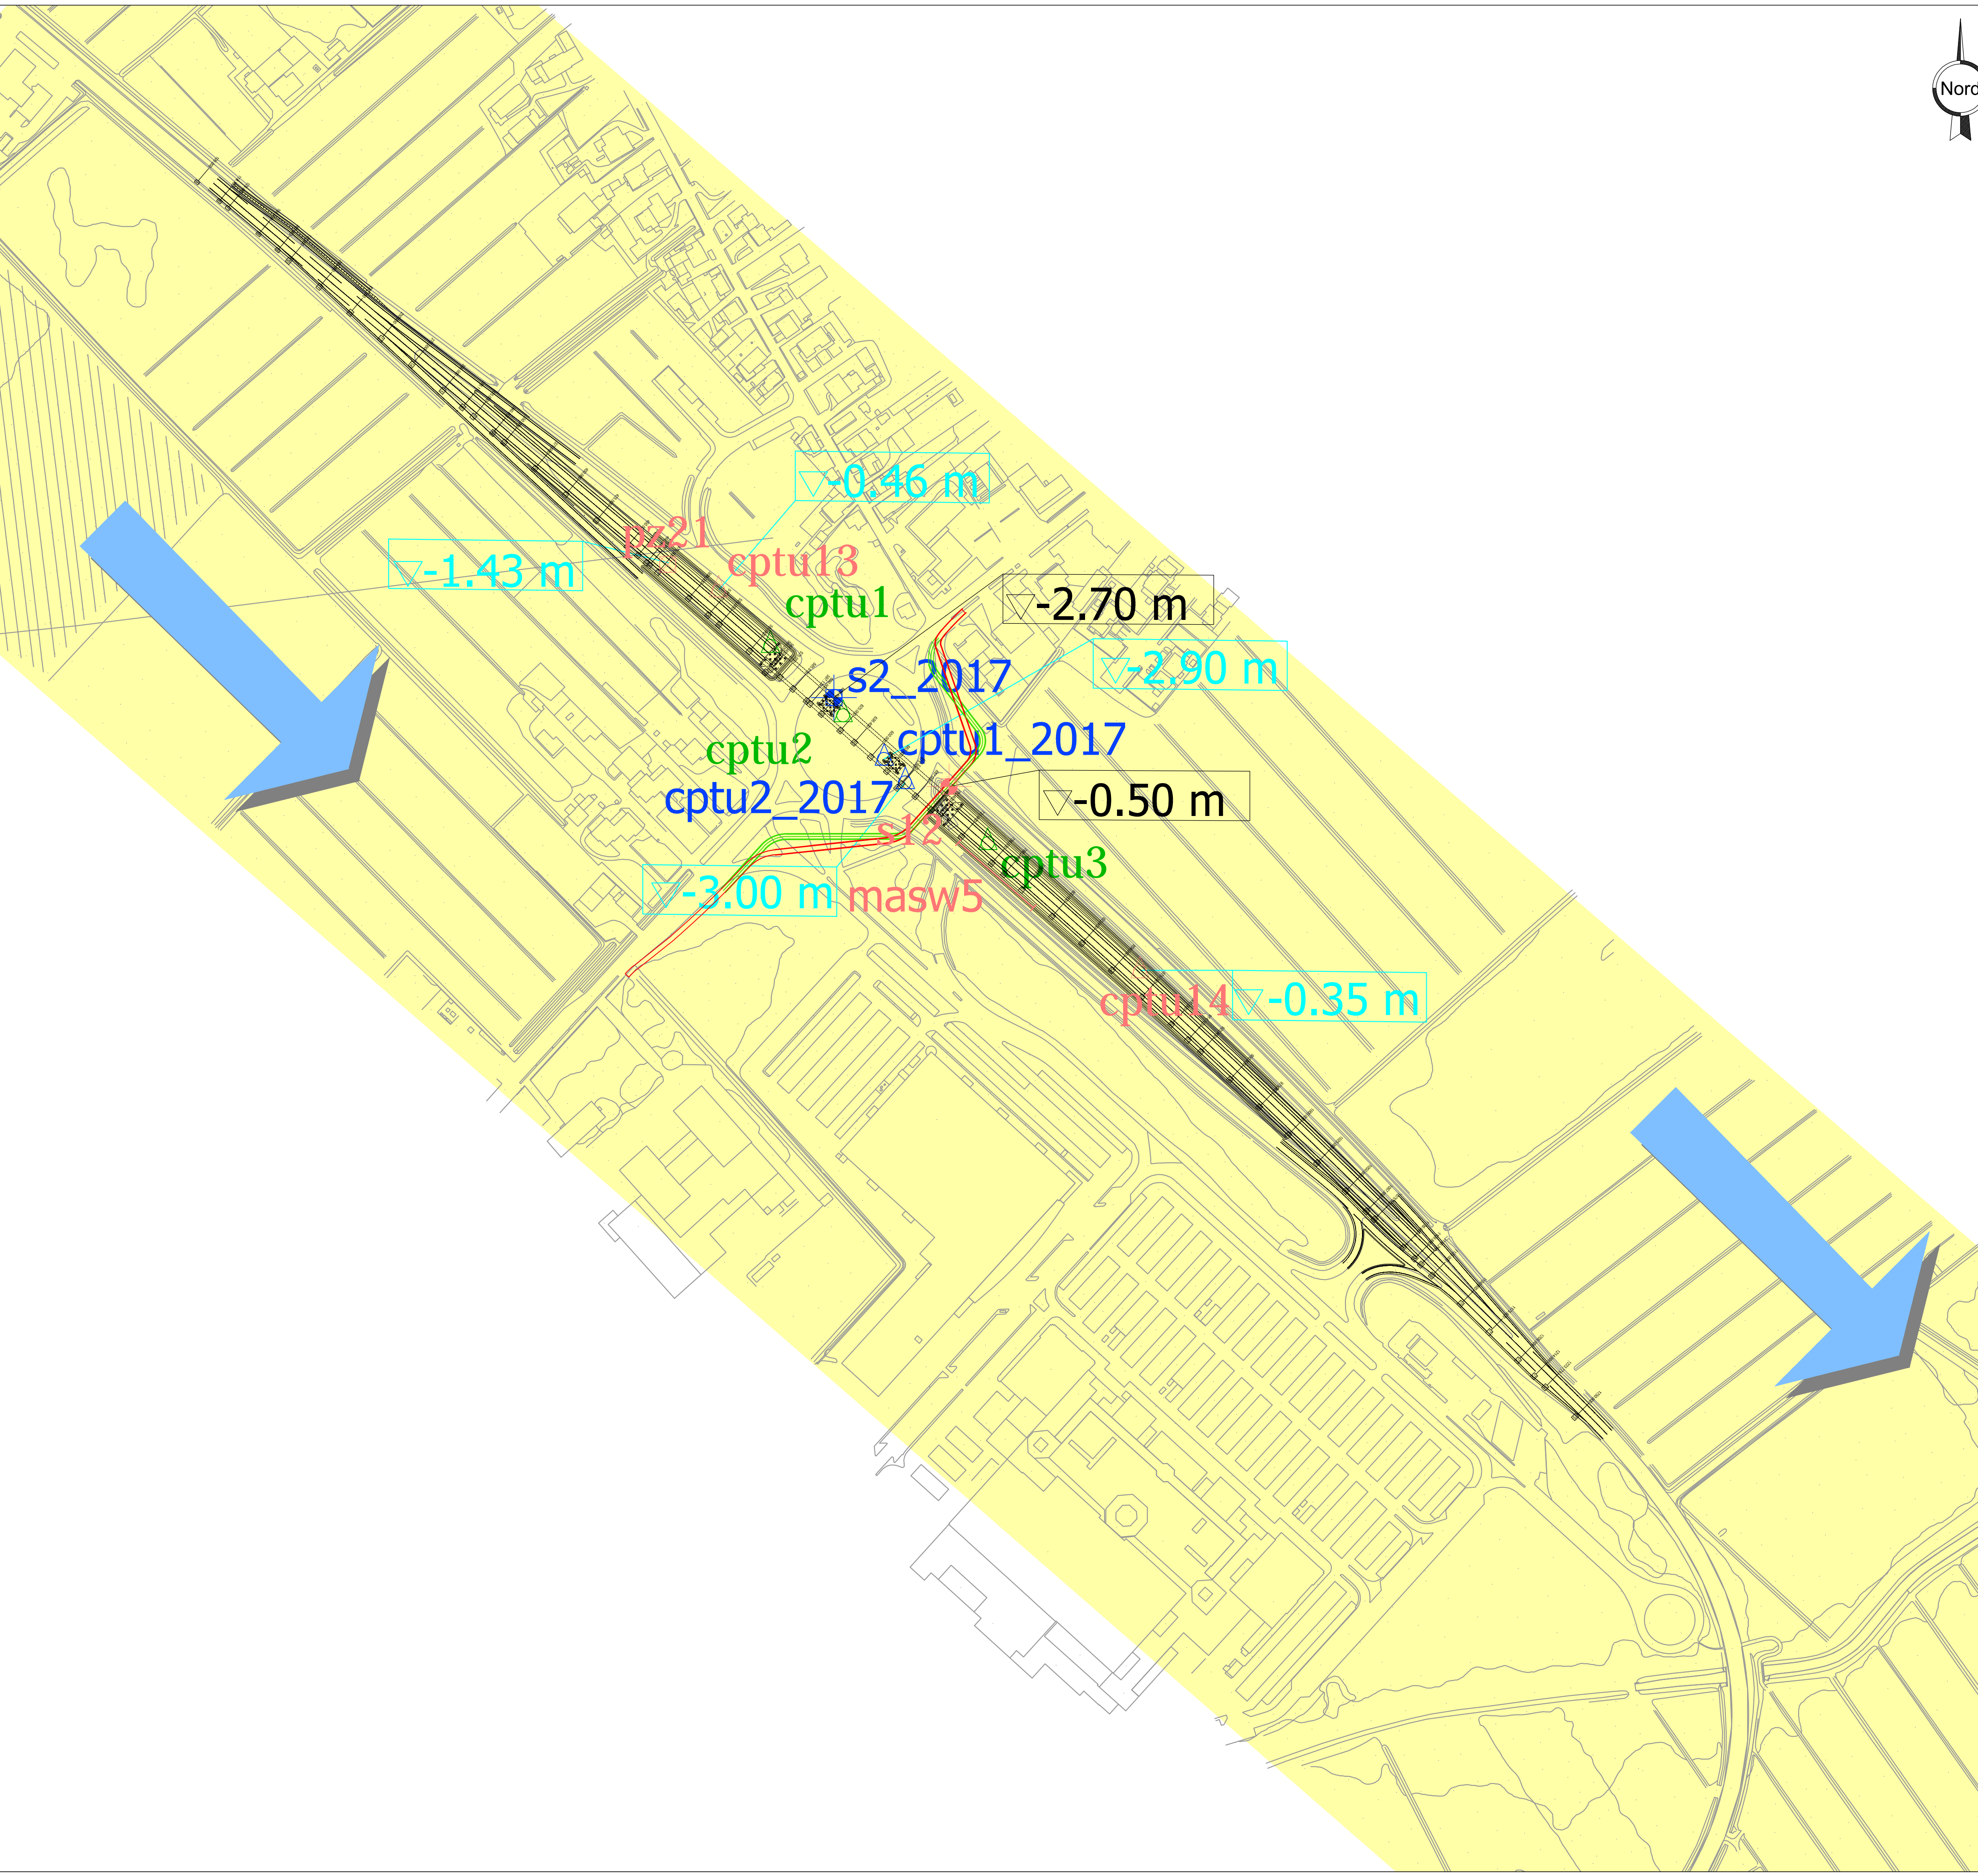 Nord
-0.46 m
pz21
cptu13
-1.43 m
cptu1
-2.70 m
-2.90 m
s2_2017
cptu1_2017
cptu2
cptu2_2017
-0.50 m
s12
cptu3
-3.00 m
masw5
cptu14
-0.35 m